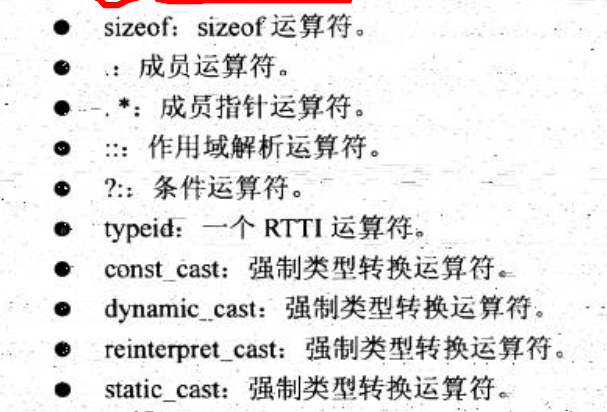 ● sizeof：sizeof 运算符。
● .：成员运算符。
● .*：成员指针运算符。
● ::：作用域解析运算符。
● ?:：条件运算符。
● typeid：一个 RTTI 运算符。
● const_cast：强制类型转换运算符。
● dynamic_cast：强制类型转换运算符。
● reinterpret_cast：强制类型转换运算符。
● static_cast：强制类型转换运算符。